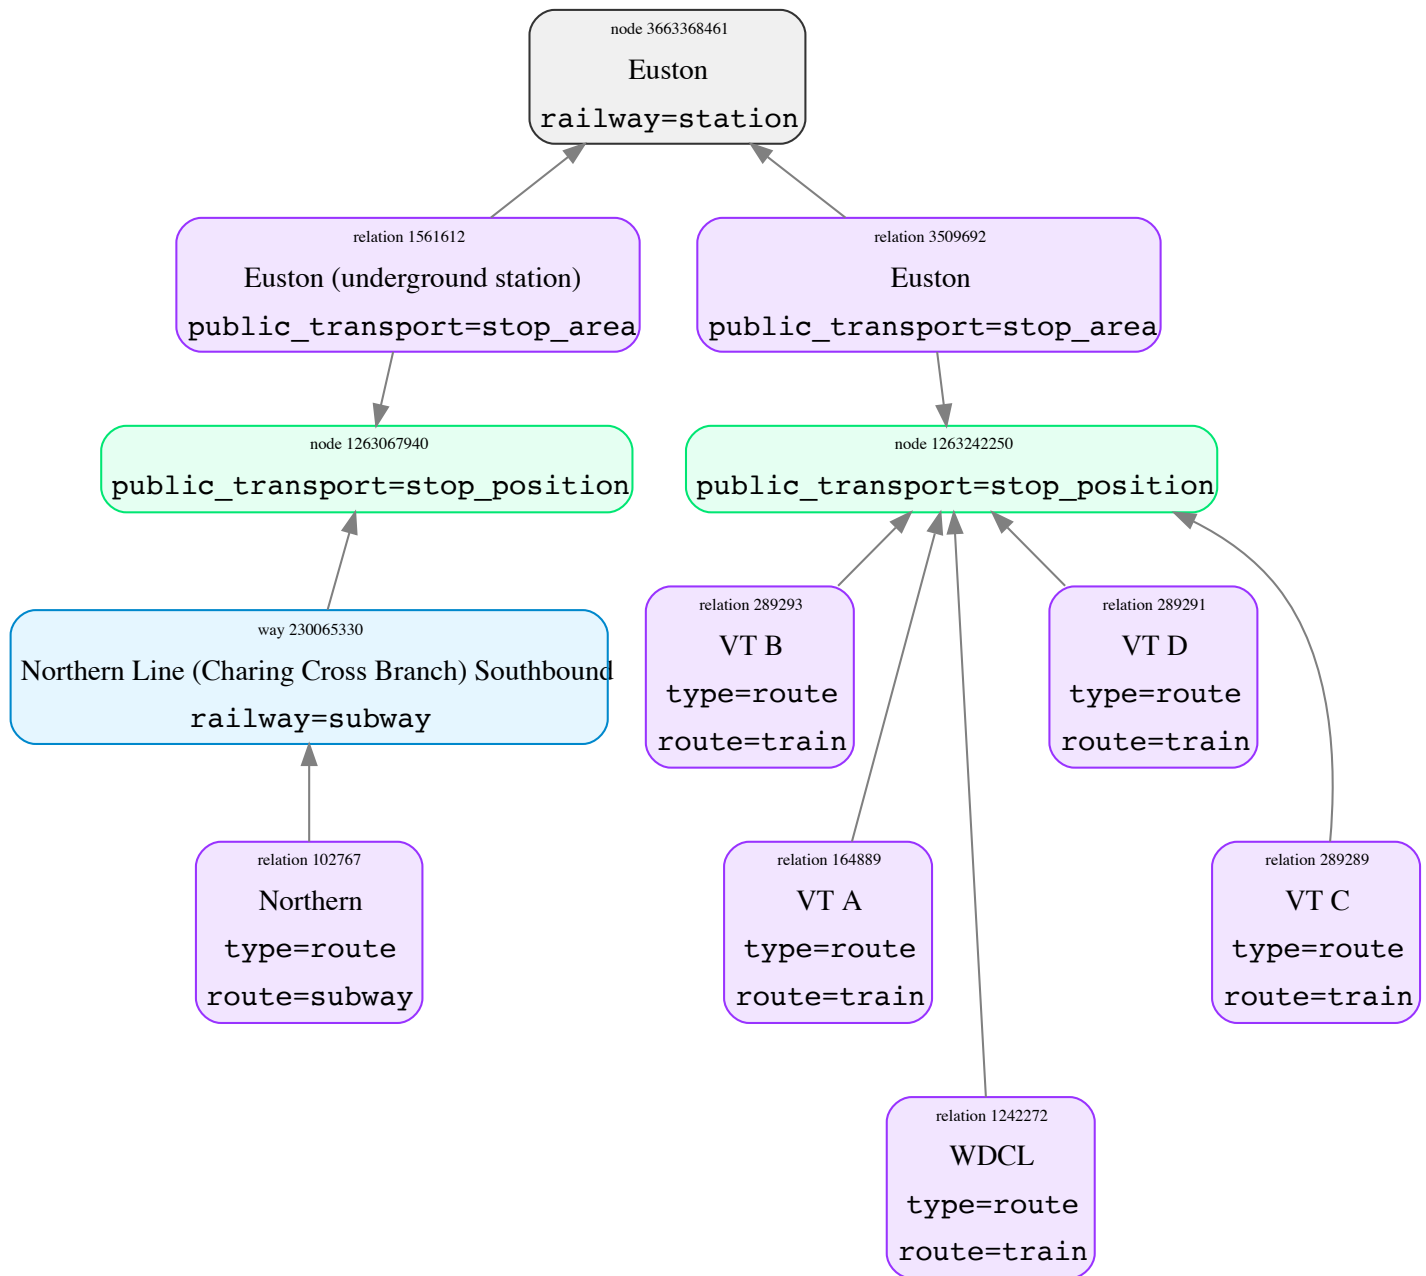 node 3663368461
Euston
railway=station
relation 1561612
Euston (underground station)
public_transport=stop_area
relation 3509692
Euston
public_transport=stop_area
node 1263067940
public_transport=stop_position
node 1263242250
public_transport=stop_position
way 230065330
Northern Line (Charing Cross Branch) Southbound
railway=subway
relation 289293
VT B
type=route
route=train
relation 289291
VT D
type=route
route=train
relation 102767
Northern
type=route
route=subway
relation 164889
VT A
type=route
route=train
relation 289289
VT C
type=route
route=train
relation 1242272
WDCL
type=route
route=train